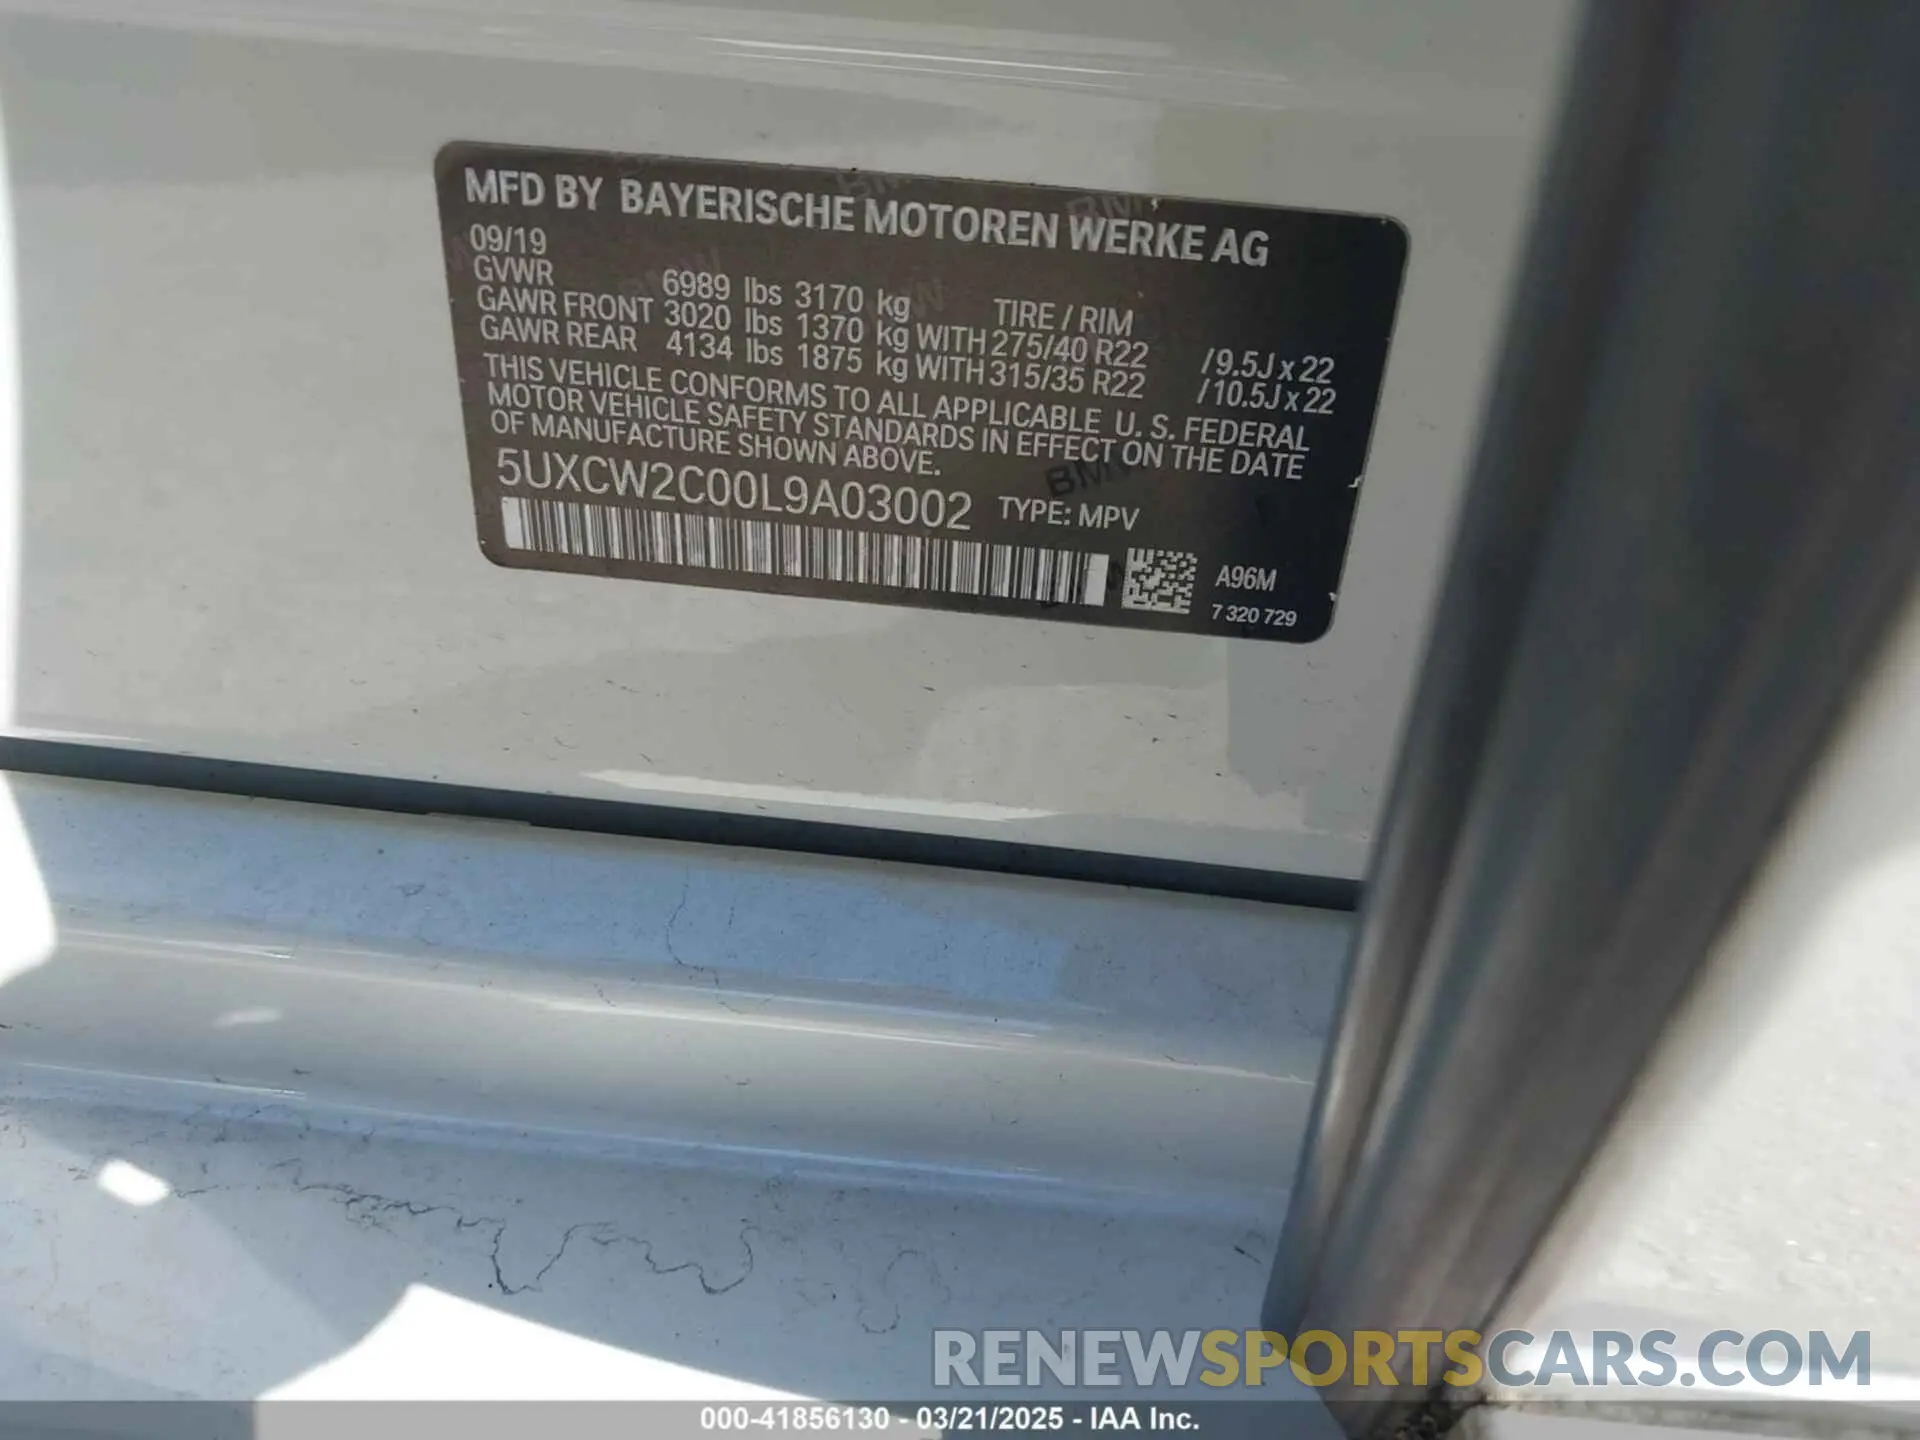 MFD BY BAYERISCHE MOTOREN WERKE AG
09/19
GVWR 6989 lbs 3170 kg TIRE / RIM
GAWR FRONT 3020 lbs 1370 kg WITH 275/40 R22 /9.5J x 22
GAWR REAR 4134 lbs 1875 kg WITH 315/35 R22 /10.5J x 22
THIS VEHICLE CONFORMS TO ALL APPLICABLE U. S. FEDERAL
MOTOR VEHICLE SAFETY STANDARDS IN EFFECT ON THE DATE
OF MANUFACTURE SHOWN ABOVE.
5UXCW2C00L9A03002 TYPE: MPV
A96M
7 320 729
RENEWSPORTSCARS.COM
000-41856130 - 03/21/2025 - IAA Inc.